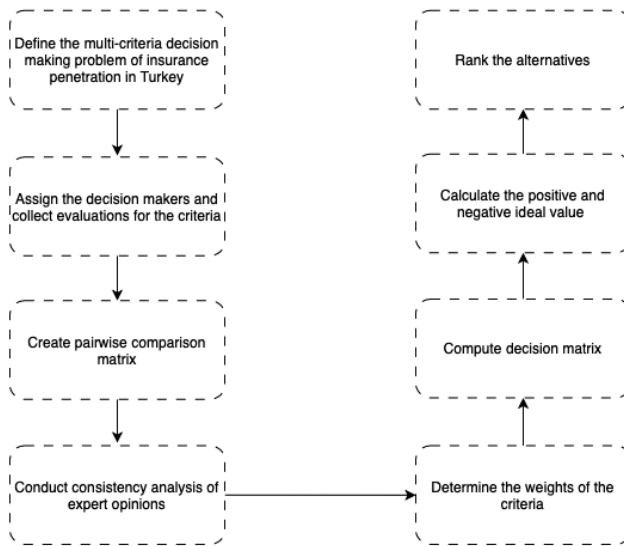 Define the multi-criteria decision
making problem of insurance
penetration in Turkey
Assign the decision makers and
collect evaluations for the criteria
Create pairwise comparison
matrix
Conduct consistency analysis of
expert opinions
Determine the weights of the
criteria
Compute decision matrix
Calculate the positive and
negative ideal value
Rank the alternatives